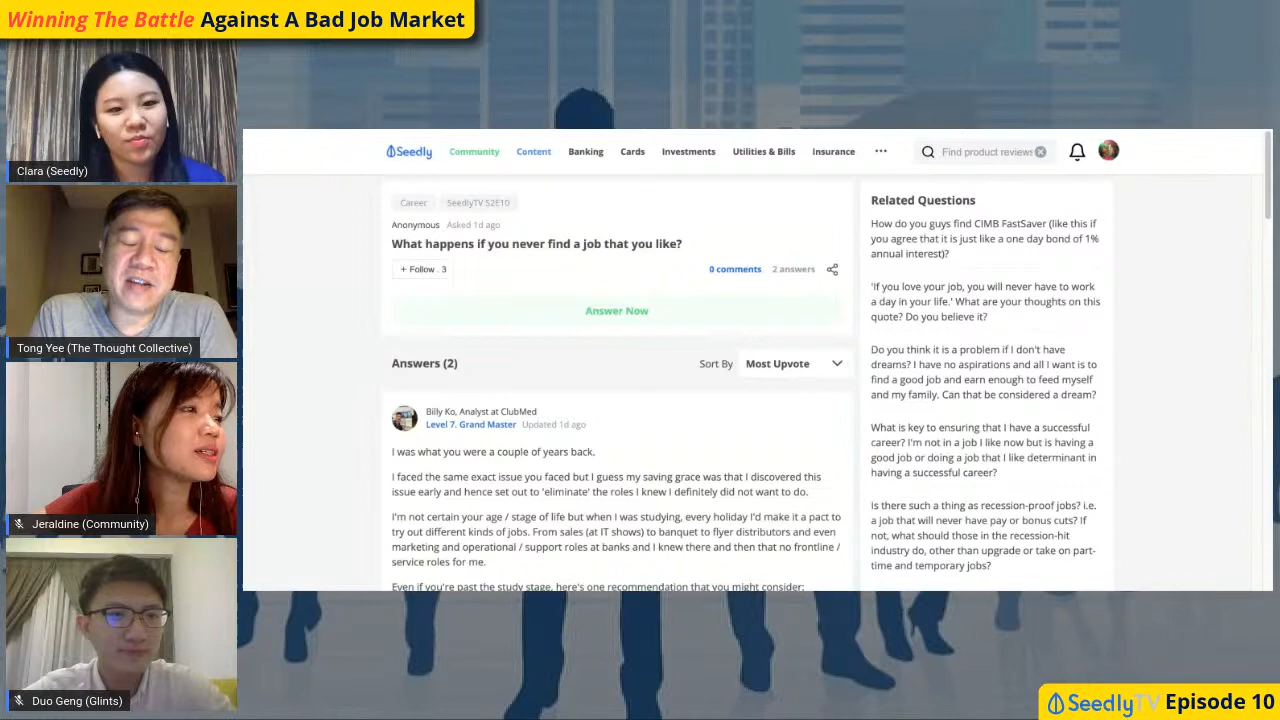 Winning The Battle Against A Bad Job Market
Clara (Seedly)
Tong Yee (The Thought Collective)
Jeraldine (Community)
Duo Geng (Glints)
Seedly
Community
Content
Banking
Cards
Investments
Utilities & Bills
Insurance
•••
Find product reviews
Career
SeedlyTV S2E10
Anonymous Asked 1d ago
What happens if you never find a job that you like?
+ Follow . 3
0 comments
2 answers
Answer Now
Answers (2)
Sort By Most Upvote
Billy Ko, Analyst at ClubMed
Level 7. Grand Master Updated 1d ago
I was what you were a couple of years back.
I faced the same exact issue you faced but I guess my saving grace was that I discovered this
issue early and hence set out to 'eliminate' the roles I knew I definitely did not want to do.
I'm not certain your age / stage of life but when I was studying, every holiday I'd make it a pact to
try out different kinds of jobs. From sales (at IT shows) to banquet to flyer distributors and even
marketing and operational / support roles at banks and I knew there and then that no frontline /
service roles for me.
Even if you're past the study stage, here's one recommendation that you might consider:
Related Questions
How do you guys find CIMB FastSaver (like this if
you agree that it is just like a one day bond of 1%
annual interest)?
'If you love your job, you will never have to work
a day in your life.' What are your thoughts on this
quote? Do you believe it?
Do you think it is a problem if I don't have
dreams? I have no aspirations and all I want is to
find a good job and earn enough to feed myself
and my family. Can that be considered a dream?
What is key to ensuring that I have a successful
career? I'm not in a job I like now but is having a
good job or doing a job that I like determinant in
having a successful career?
Is there such a thing as recession-proof jobs? i.e.
a job that will never have pay or bonus cuts? If
not, what should those in the recession-hit
industry do, other than upgrade or take on part-
time and temporary jobs?
SeedlyTV Episode 10